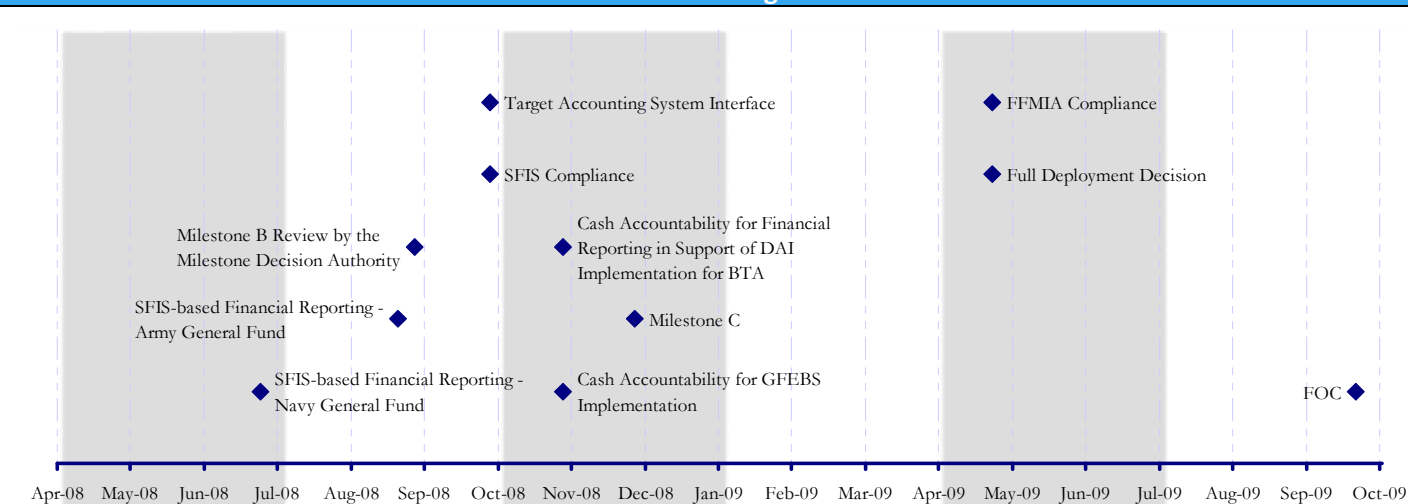 Target Accounting System Interface
FFMIA Compliance
SFIS Compliance
Full Deployment Decision
Milestone B Review by the
Milestone Decision Authority
Cash Accountability for Financial
Reporting in Support of DAI
Implementation for BTA
SFIS-based Financial Reporting -
Army General Fund
Milestone C
SFIS-based Financial Reporting -
Navy General Fund
Cash Accountability for GFEBS
Implementation
FOC
Apr-08 May-08 Jun-08 Jul-08 Aug-08 Sep-08 Oct-08 Nov-08 Dec-08 Jan-09 Feb-09 Mar-09 Apr-09 May-09 Jun-09 Jul-09 Aug-09 Sep-09 Oct-09